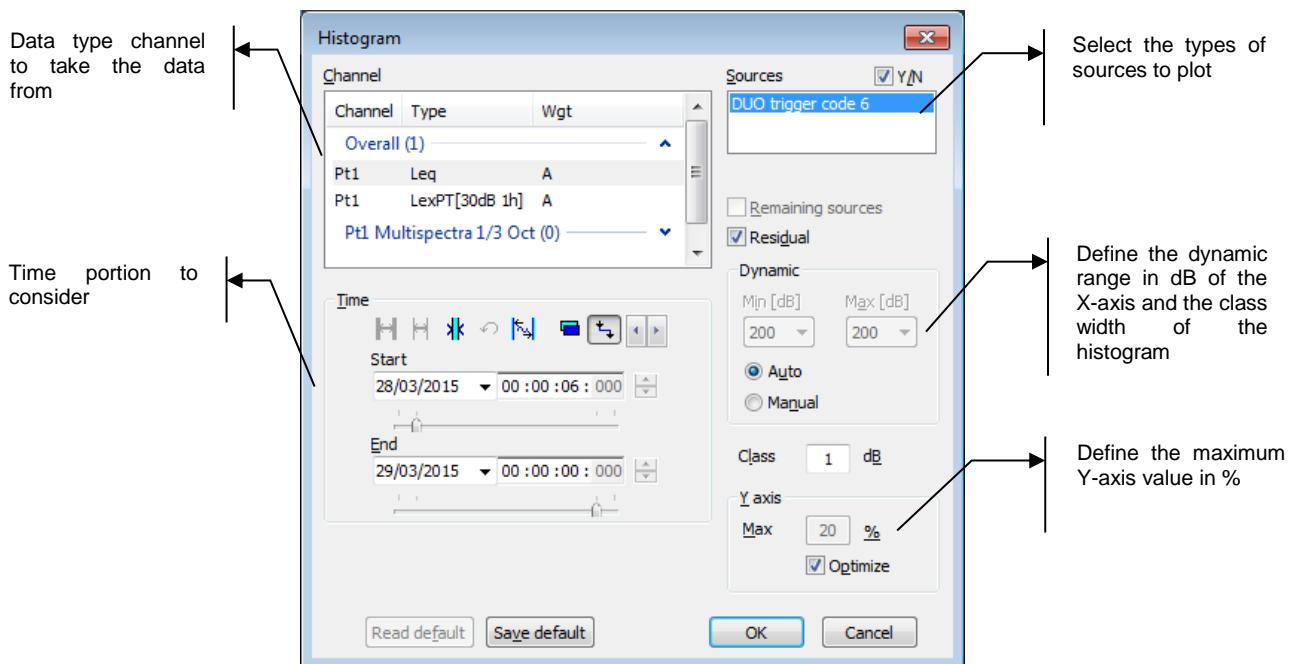 Data type channel
to take the data
from
Time portion to
consider
Histogram
Channel
Channel Type Wgt
Overall (1)
Pt1 Leq A
Pt1 LexPT[30dB 1h] A
Pt1 Multispectra 1/3 Oct (0)
Time
Start
28/03/2015 00:00:06: 000
End
29/03/2015 00:00:00: 000
Sources Y/N
DUO trigger code 6
Remaining sources
Residual
Dynamic
Min [dB] Max [dB]
200 200
Auto
Manual
Class 1 dB
Y axis
Max 20 %
Optimize
Read default Save default OK Cancel
Select the types of
sources to plot
Define the dynamic
range in dB of the
X-axis and the class
width of the
histogram
Define the maximum
Y-axis value in %